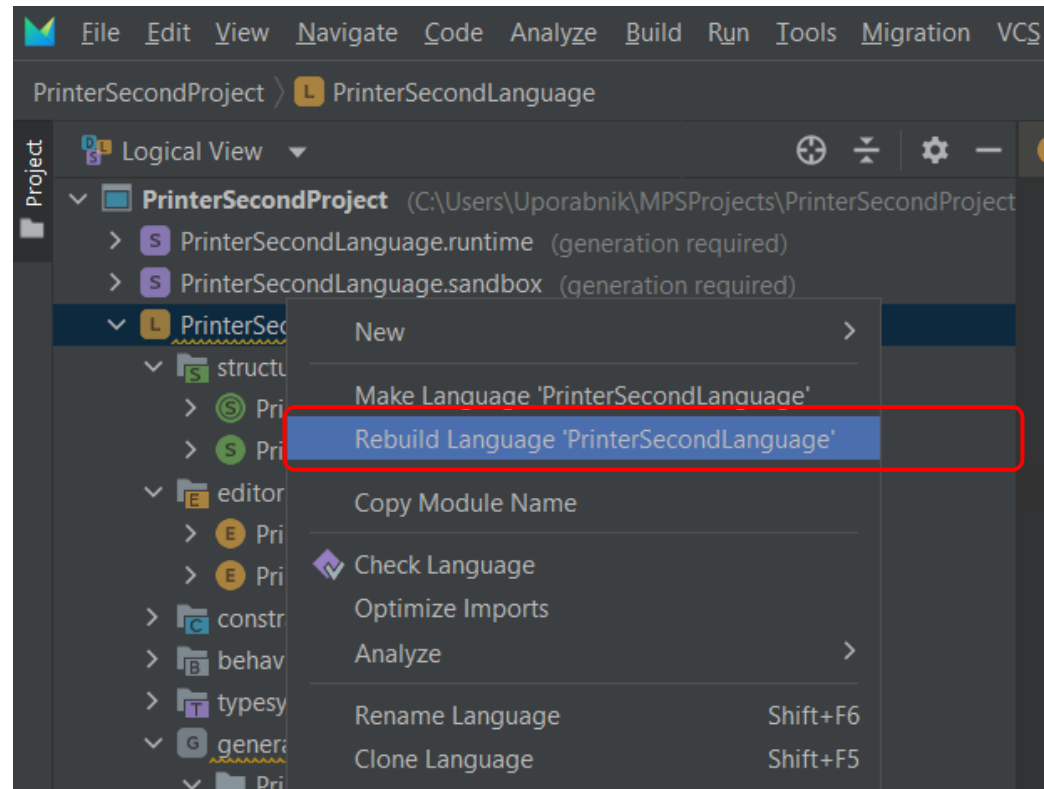 File Edit View Navigate Code Analyze Build Run Tools Migration VCS
PrinterSecondProject L PrinterSecondLanguage
Project
Logical View
PrinterSecondProject (C:\Users\Uporabnik\MPSProjects\PrinterSecondProject
S PrinterSecondLanguage.runtime (generation required)
S PrinterSecondLanguage.sandbox (generation required)
L PrinterSec
New
S structu
Make Language 'PrinterSecondLanguage'
S Pri
Rebuild Language 'PrinterSecondLanguage'
S Pri
E editor
Copy Module Name
E Pri
E Pri
Check Language
C constr
Optimize Imports
B behav
Analyze
T typesy
Rename Language Shift+F6
G genera
Clone Language Shift+F5
Pri